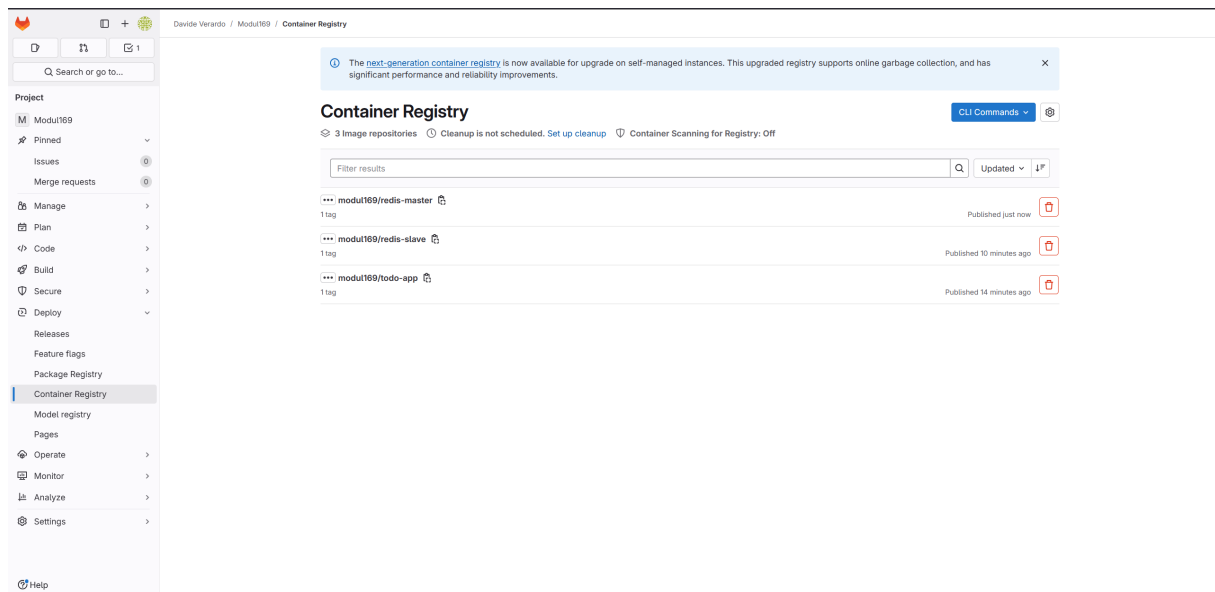 Davide Verardo / Modul169 / Container Registry
1
Search or go to...
Project
M Modul169
Pinned
Issues 0
Merge requests 0
Manage
Plan
Code
Build
Secure
Deploy
Releases
Feature flags
Package Registry
Container Registry
Model registry
Pages
Operate
Monitor
Analyze
Settings
Help
The next-generation container registry is now available for upgrade on self-managed instances. This upgraded registry supports online garbage collection, and has
significant performance and reliability improvements.
Container Registry
CLI Commands
3 Image repositories Cleanup is not scheduled. Set up cleanup Container Scanning for Registry: Off
Filter results
Updated
modul169/redis-master
1 tag
Published just now
modul169/redis-slave
1 tag
Published 10 minutes ago
modul169/todo-app
1 tag
Published 14 minutes ago